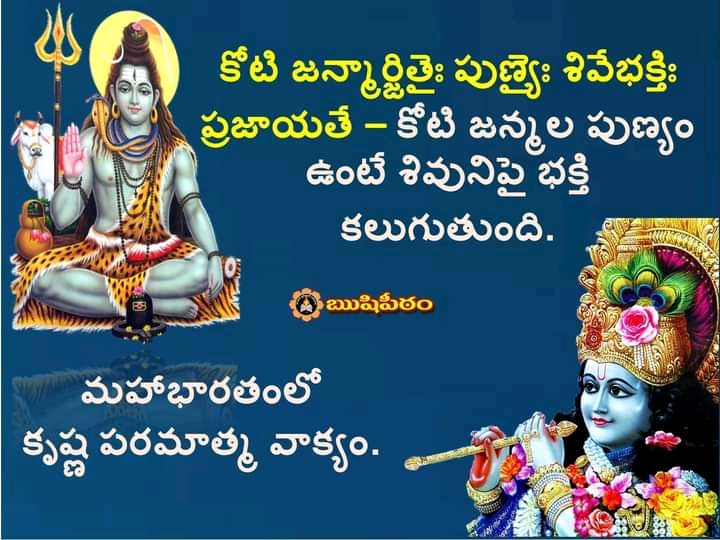 కోటి జన్మార్జితైః పుణ్యైః శివేభక్తిః
ప్రజాయతే – కోటి జన్మల పుణ్యం
ఉంటే శివునిపై భక్తి
కలుగుతుంది.
ఋషిపీఠం
మహాభారతంలో
కృష్ణ పరమాత్మ వాక్యం.